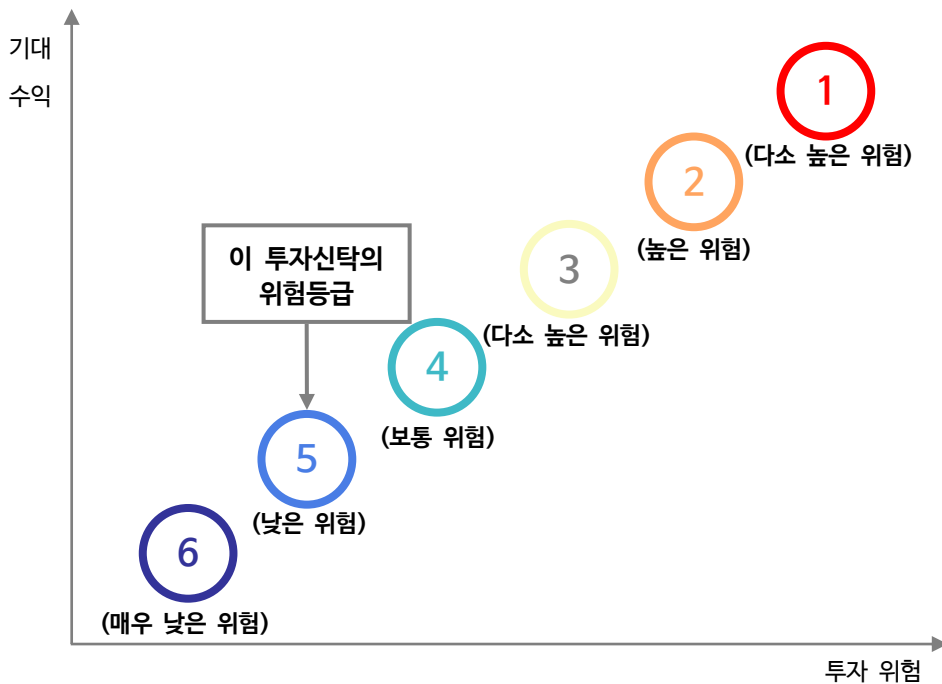 기대
수익
1
(다소 높은 위험)
2
(높은 위험)
이 투자신탁의
위험등급
3
(다소 높은 위험)
4
(보통 위험)
5
(낮은 위험)
6
(매우 낮은 위험)
투자 위험